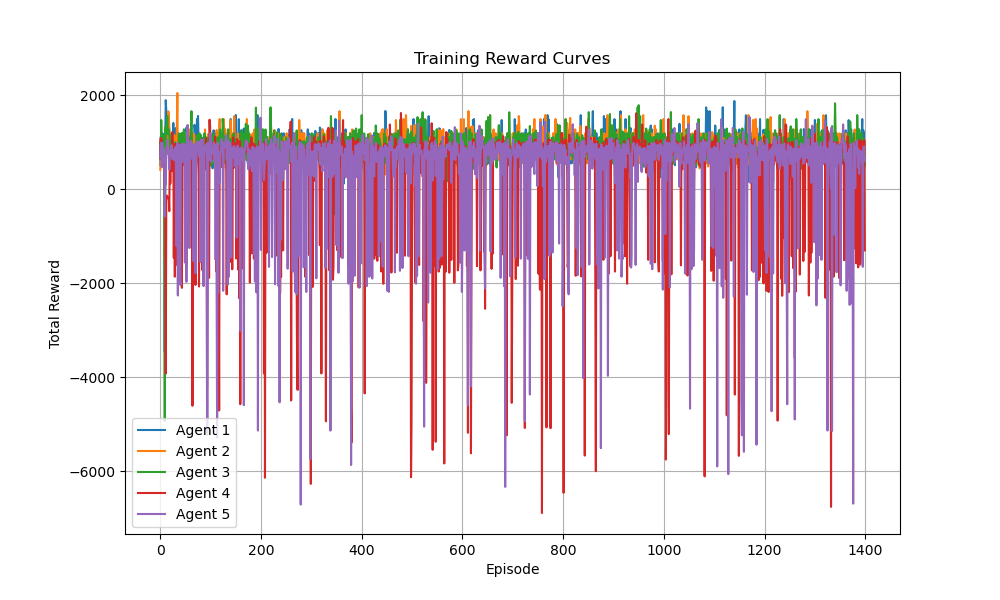 Training Reward Curves
Total Reward
2000
0
−2000
−4000
−6000
Agent 1
Agent 2
Agent 3
Agent 4
Agent 5
0 200 400 600 800 1000 1200 1400
Episode